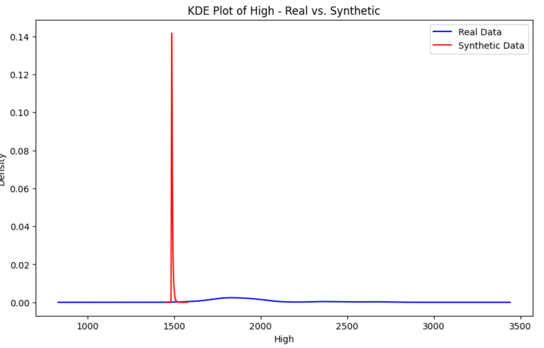 KDE Plot of High - Real vs. Synthetic
Real Data
Synthetic Data
0.14
0.12
0.10
0.08
0.06
0.04
0.02
0.00
Density
1000 1500 2000 2500 3000 3500
High